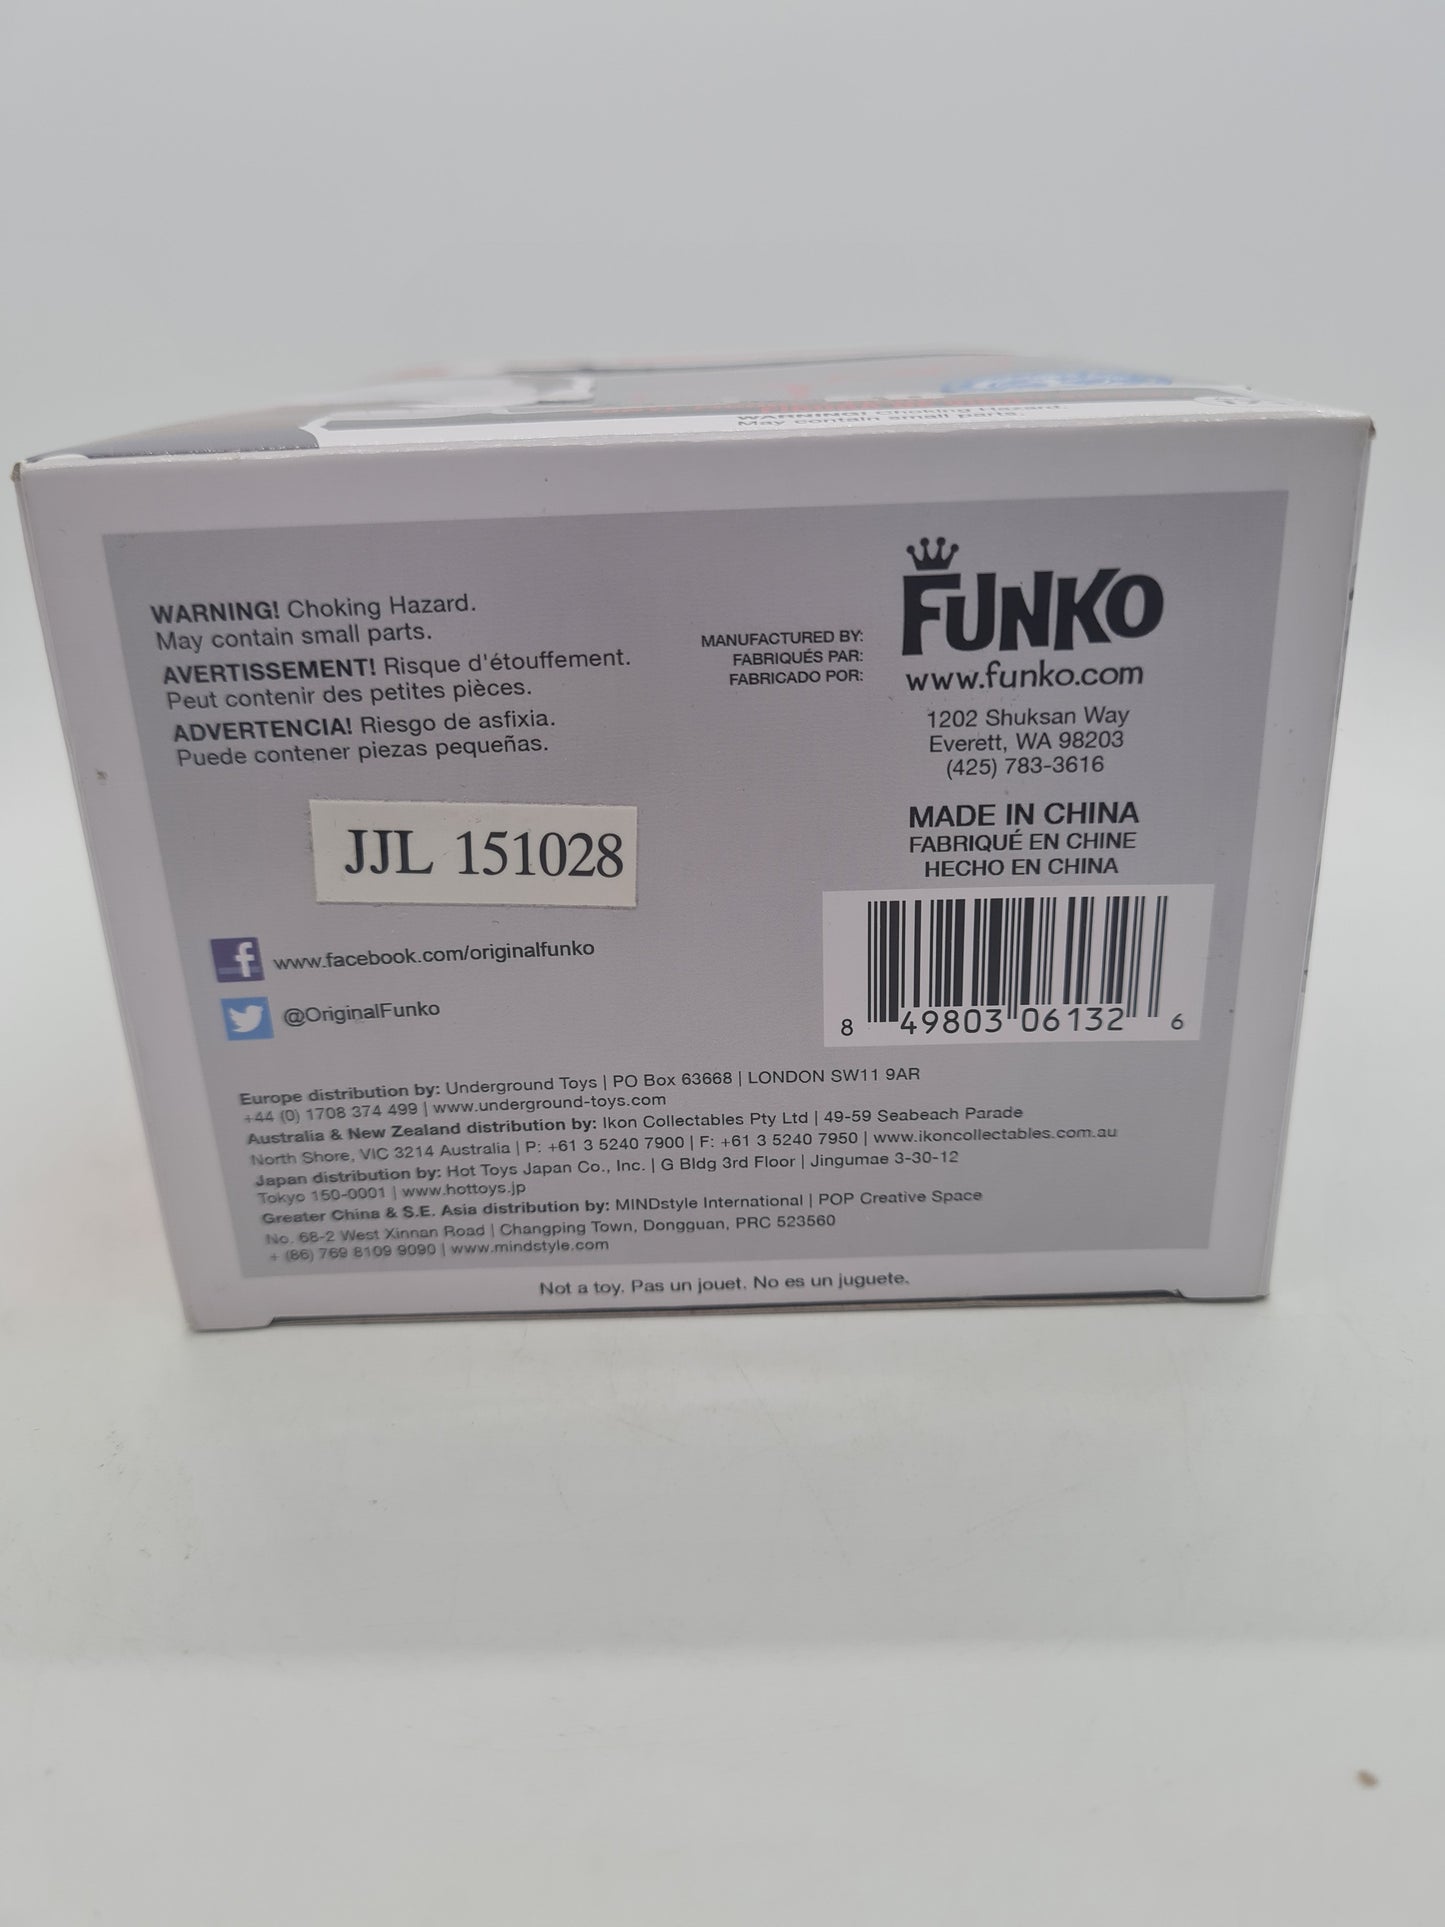 WARNING! Choking Hazard.
May contain small parts.
WARNING! Choking Hazard.
May contain small parts.
AVERTISSEMENT! Risque d'étouffement.
Peut contenir des petites pièces.
ADVERTENCIA! Riesgo de asfixia.
Puede contener piezas pequeñas.
MANUFACTURED BY:
FABRIQUÉS PAR:
FABRICADO POR:
FUNKO
www.funko.com
1202 Shuksan Way
Everett, WA 98203
(425) 783-3616
MADE IN CHINA
FABRIQUÉ EN CHINE
HECHO EN CHINA
JJL 151028
f www.facebook.com/originalfunko
@OriginalFunko
8 49803 06132 6
Europe distribution by: Underground Toys | PO Box 63668 | LONDON SW11 9AR
+44 (0) 1708 374 499 | www.underground-toys.com
Australia & New Zealand distribution by: Ikon Collectables Pty Ltd | 49-59 Seabeach Parade
North Shore, VIC 3214 Australia | P: +61 3 5240 7900 | F: +61 3 5240 7950 | www.ikoncollectables.com.au
Japan distribution by: Hot Toys Japan Co., Inc. | G Bldg 3rd Floor | Jingumae 3-30-12
Tokyo 150-0001 | www.hottoys.jp
Greater China & S.E. Asia distribution by: MINDstyle International | POP Creative Space
No. 68-2 West Xinnan Road | Changping Town, Dongguan, PRC 523560
+ (86) 769 8109 9090 | www.mindstyle.com
Not a toy. Pas un jouet. No es un juguete.